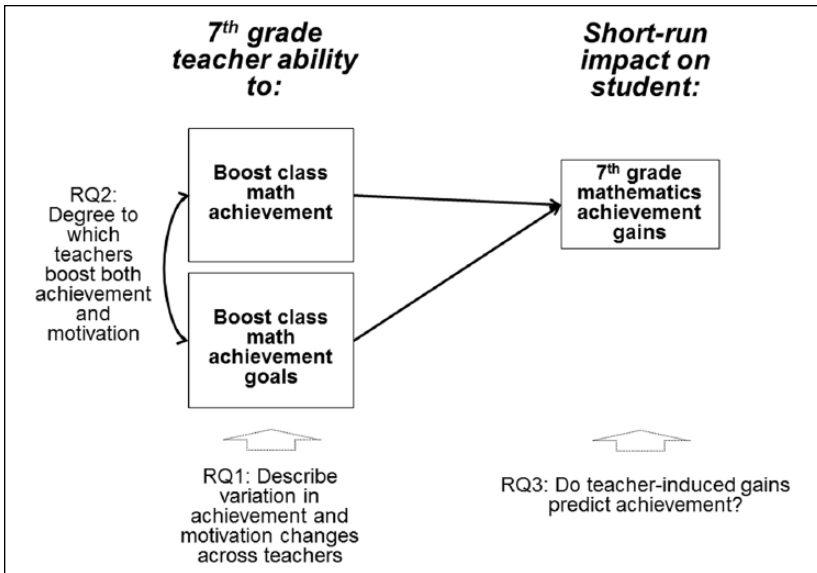 7th grade
teacher ability
to:
Short-run
impact on
student:
RQ2:
Degree to
which
teachers
boost both
achievement
and
motivation
Boost class
math
achievement
Boost class
math
achievement
goals
7th grade
mathematics
achievement
gains
RQ1: Describe
variation in
achievement and
motivation changes
across teachers
RQ3: Do teacher-induced gains
predict achievement?